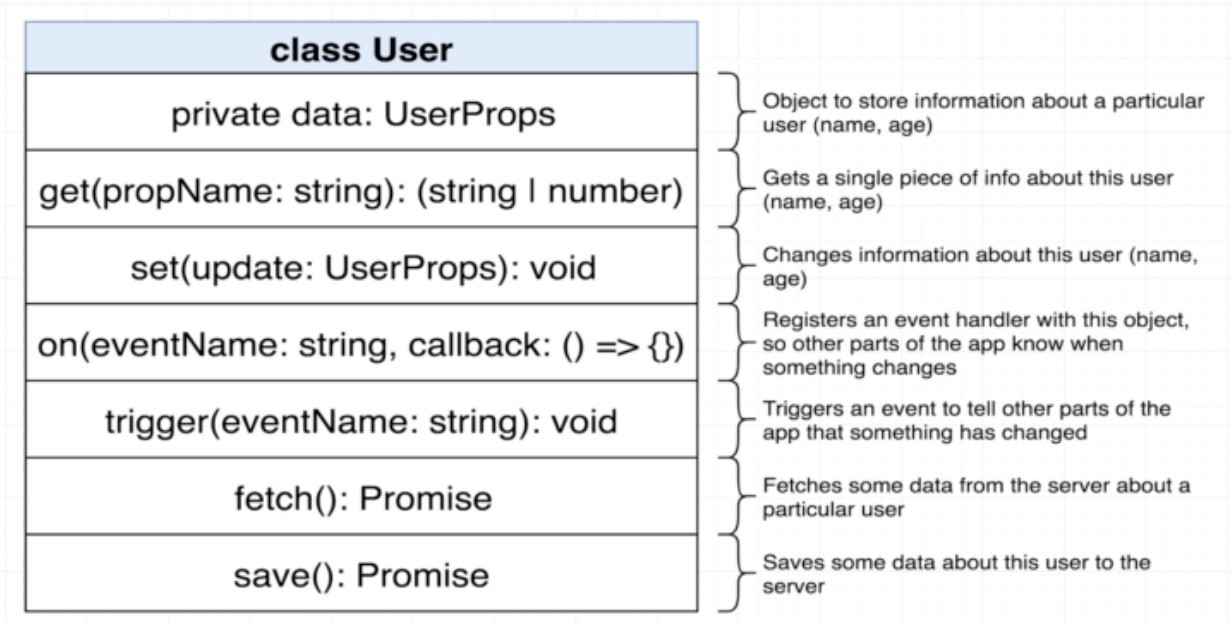 class User
private data: UserProps
Object to store information about a particular
user (name, age)
get(propName: string): (string | number)
Gets a single piece of info about this user
(name, age)
set(update: UserProps): void
Changes information about this user (name,
age)
on(eventName: string, callback: () => {})
Registers an event handler with this object,
so other parts of the app know when
something changes
trigger(eventName: string): void
Triggers an event to tell other parts of the
app that something has changed
fetch(): Promise
Fetches some data from the server about a
particular user
save(): Promise
Saves some data about this user to the
server